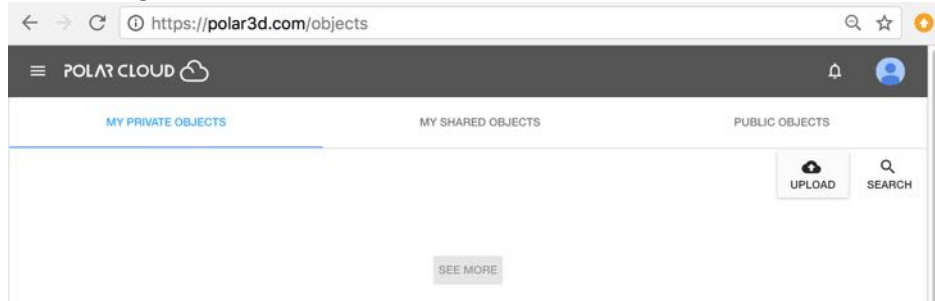 https://polar3d.com/objects
POLAR CLOUD
MY PRIVATE OBJECTS MY SHARED OBJECTS PUBLIC OBJECTS
UPLOAD SEARCH
SEE MORE